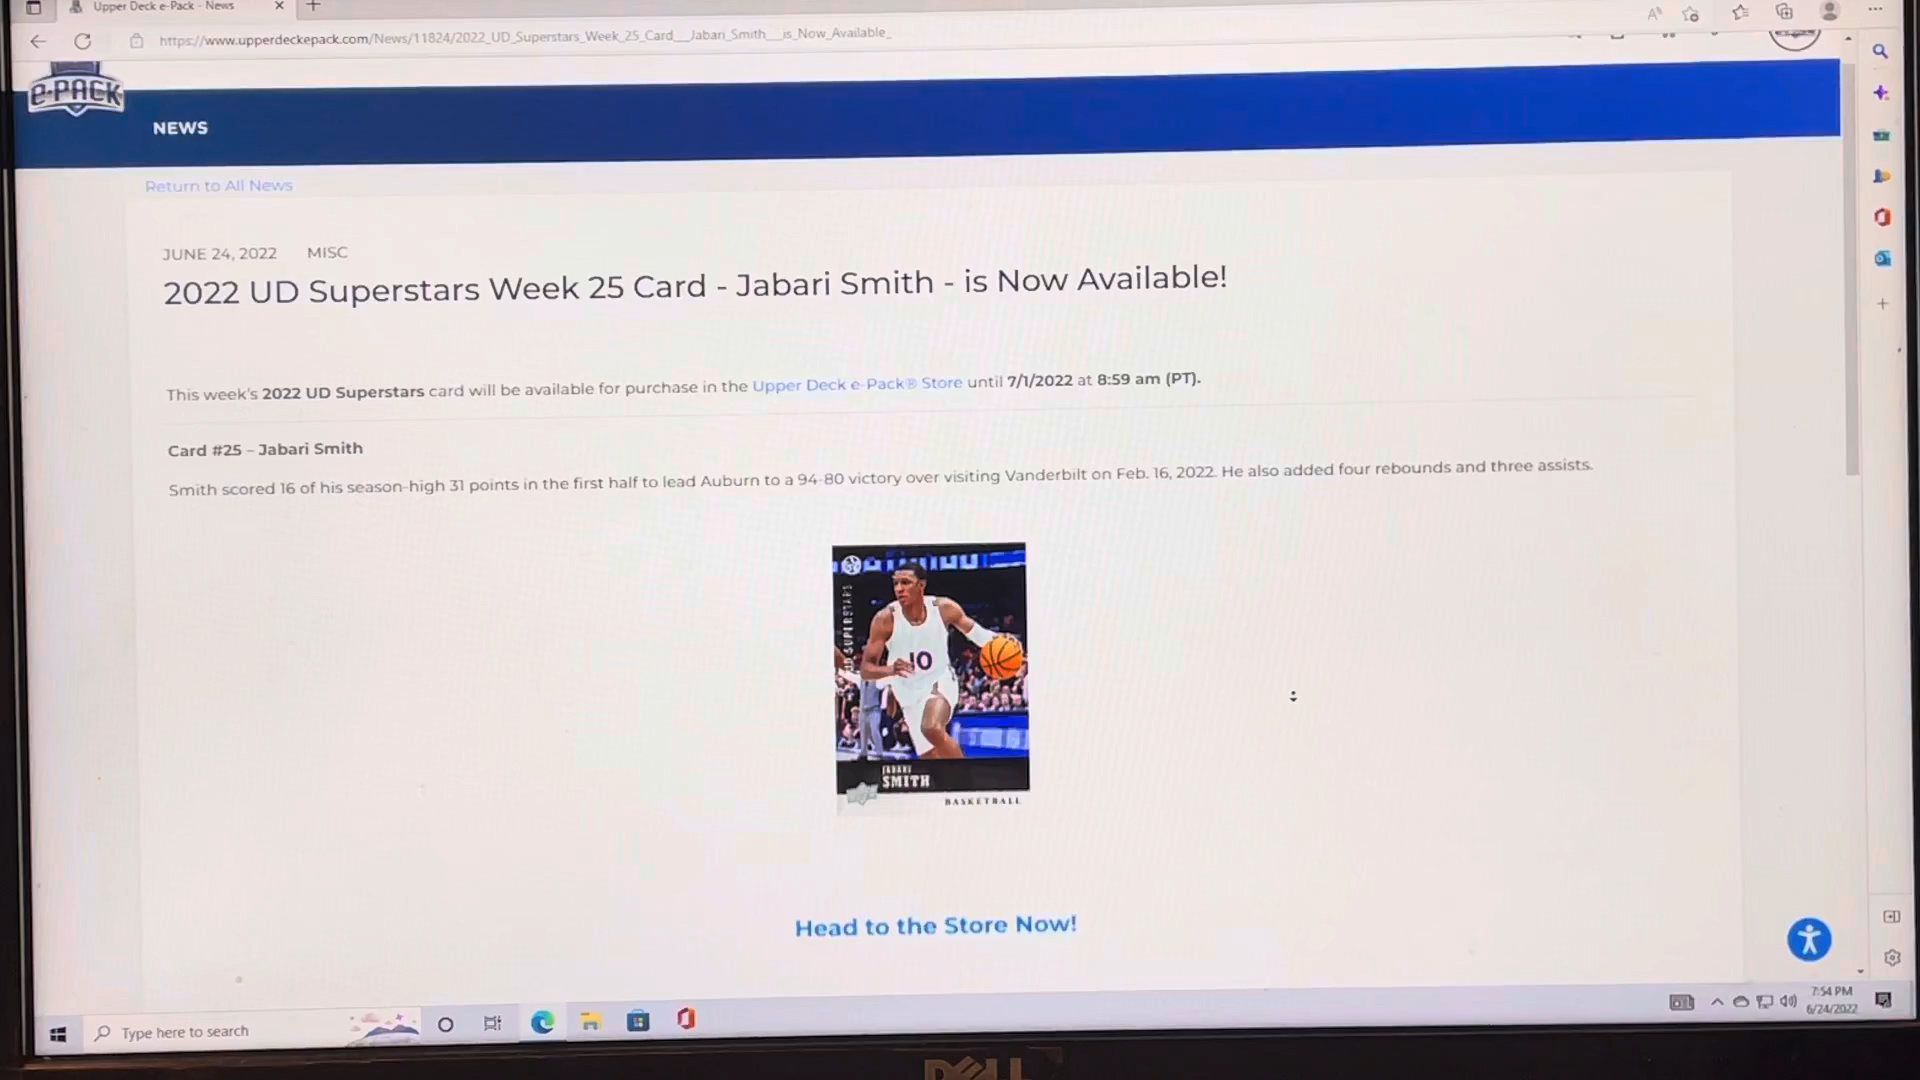 Upper Deck e-Pack - News
https://www.upperdeckepack.com/News/11824/2022_UD_Superstars_Week_25_Card__Jabari_Smith__is_Now_Available_
e-PACK
NEWS
Return to All News
JUNE 24, 2022 MISC
2022 UD Superstars Week 25 Card - Jabari Smith - is Now Available!
This week's 2022 UD Superstars card will be available for purchase in the Upper Deck e-Pack® Store until 7/1/2022 at 8:59 am (PT).
Card #25 – Jabari Smith
Smith scored 16 of his season-high 31 points in the first half to lead Auburn to a 94-80 victory over visiting Vanderbilt on Feb. 16, 2022. He also added four rebounds and three assists.
UD SUPERSTARS
10
JABARI
SMITH
BASKETBALL
Head to the Store Now!
Type here to search
7:54 PM
6/24/2022
DELL